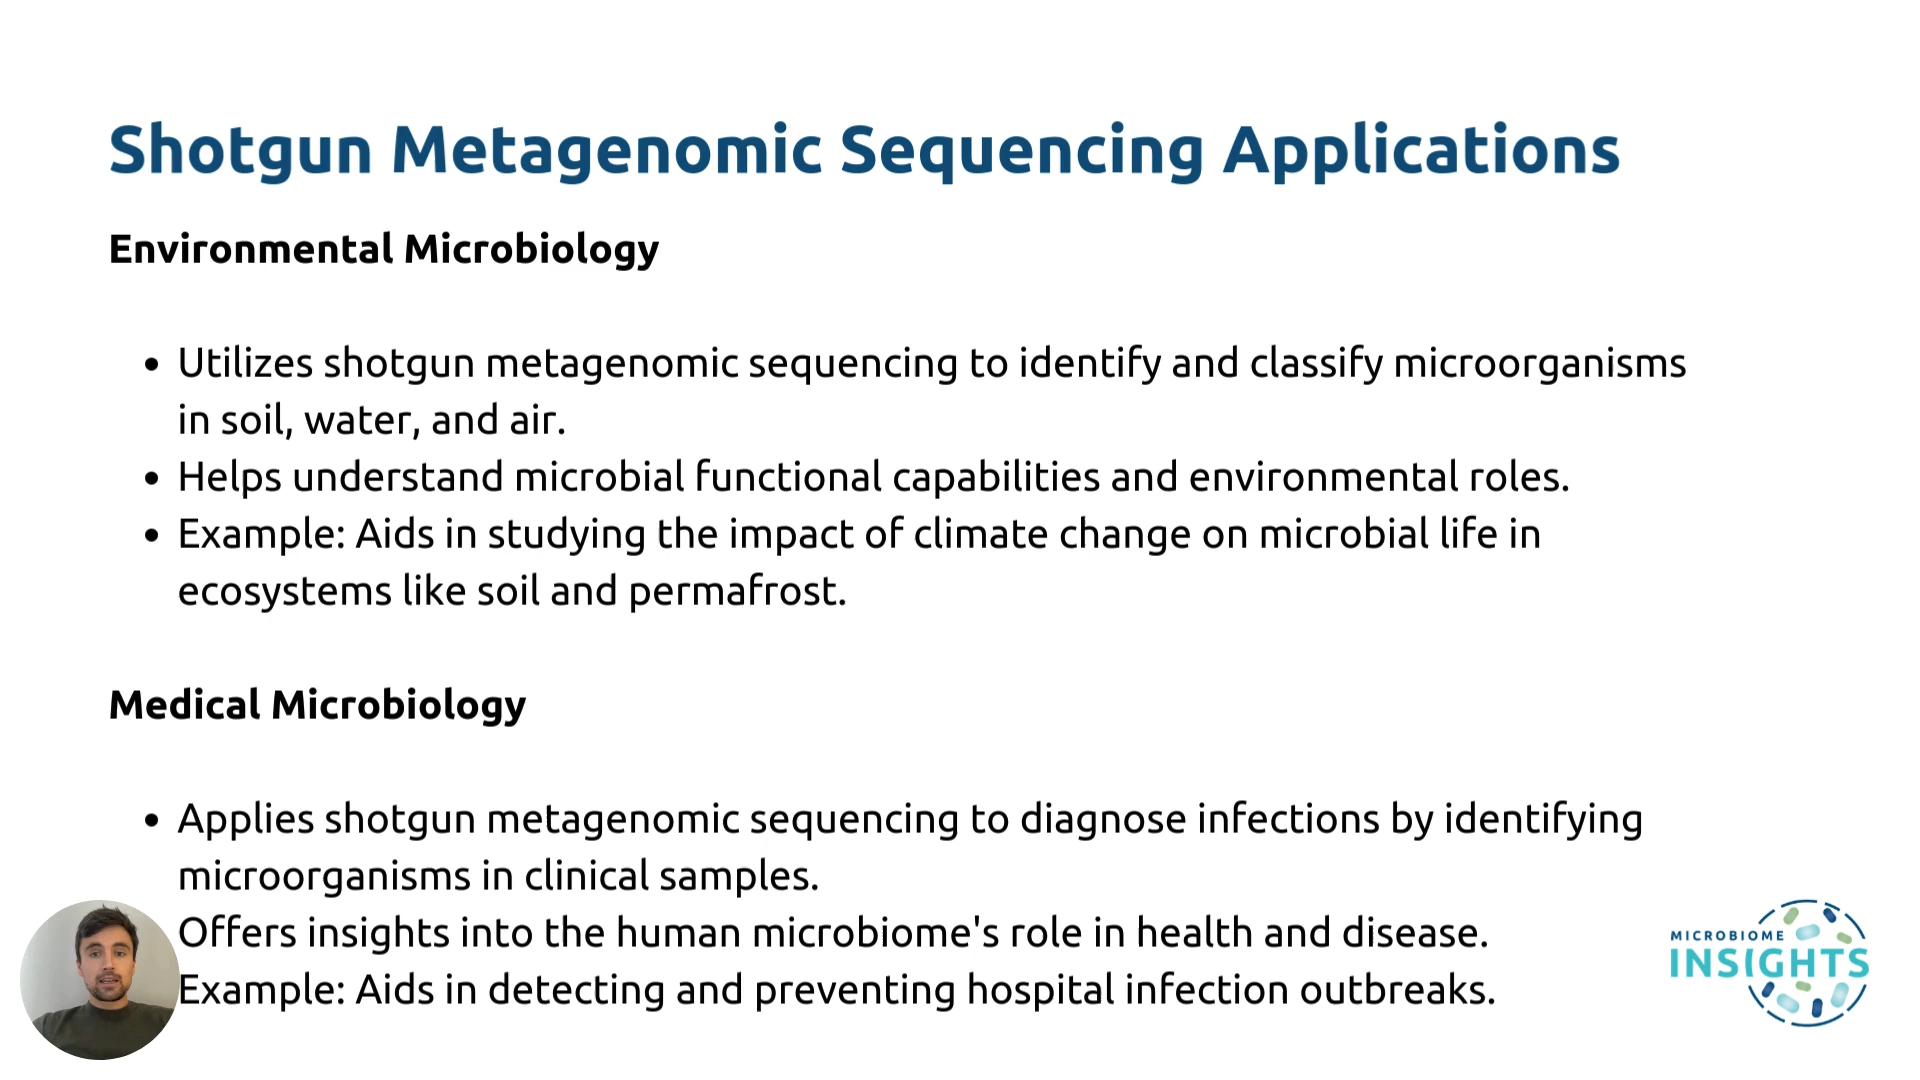 Shotgun Metagenomic Sequencing Applications
Environmental Microbiology
• Utilizes shotgun metagenomic sequencing to identify and classify microorganisms
in soil, water, and air.
• Helps understand microbial functional capabilities and environmental roles.
• Example: Aids in studying the impact of climate change on microbial life in
ecosystems like soil and permafrost.
Medical Microbiology
• Applies shotgun metagenomic sequencing to diagnose infections by identifying
microorganisms in clinical samples.
Offers insights into the human microbiome's role in health and disease.
Example: Aids in detecting and preventing hospital infection outbreaks.
MICROBIOME
INSIGHTS